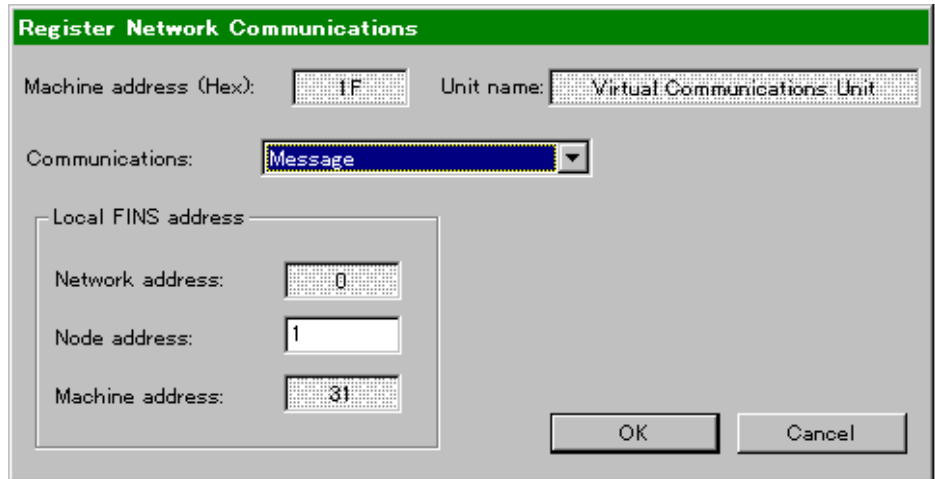 Register Network Communications
Machine address (Hex): 1F Unit name: Virtual Communications Unit
Communications: Message
Local FINS address
Network address: 0
Node address: 1
Machine address: 31
OK Cancel